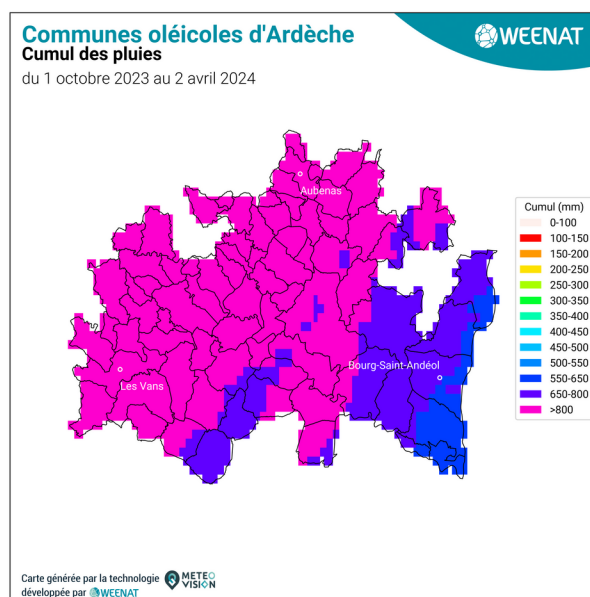 Communes oléicoles d'Ardèche
Cumul des pluies
du 1 octobre 2023 au 2 avril 2024
WEENAT
Aubenas
Les Vans
Bourg-Saint-Andéol
Cumul (mm)
0-100
100-150
150-200
200-250
250-300
300-350
350-400
400-450
450-500
500-550
550-650
650-800
>800
Carte générée par la technologie METEO VISION
développée par WEENAT